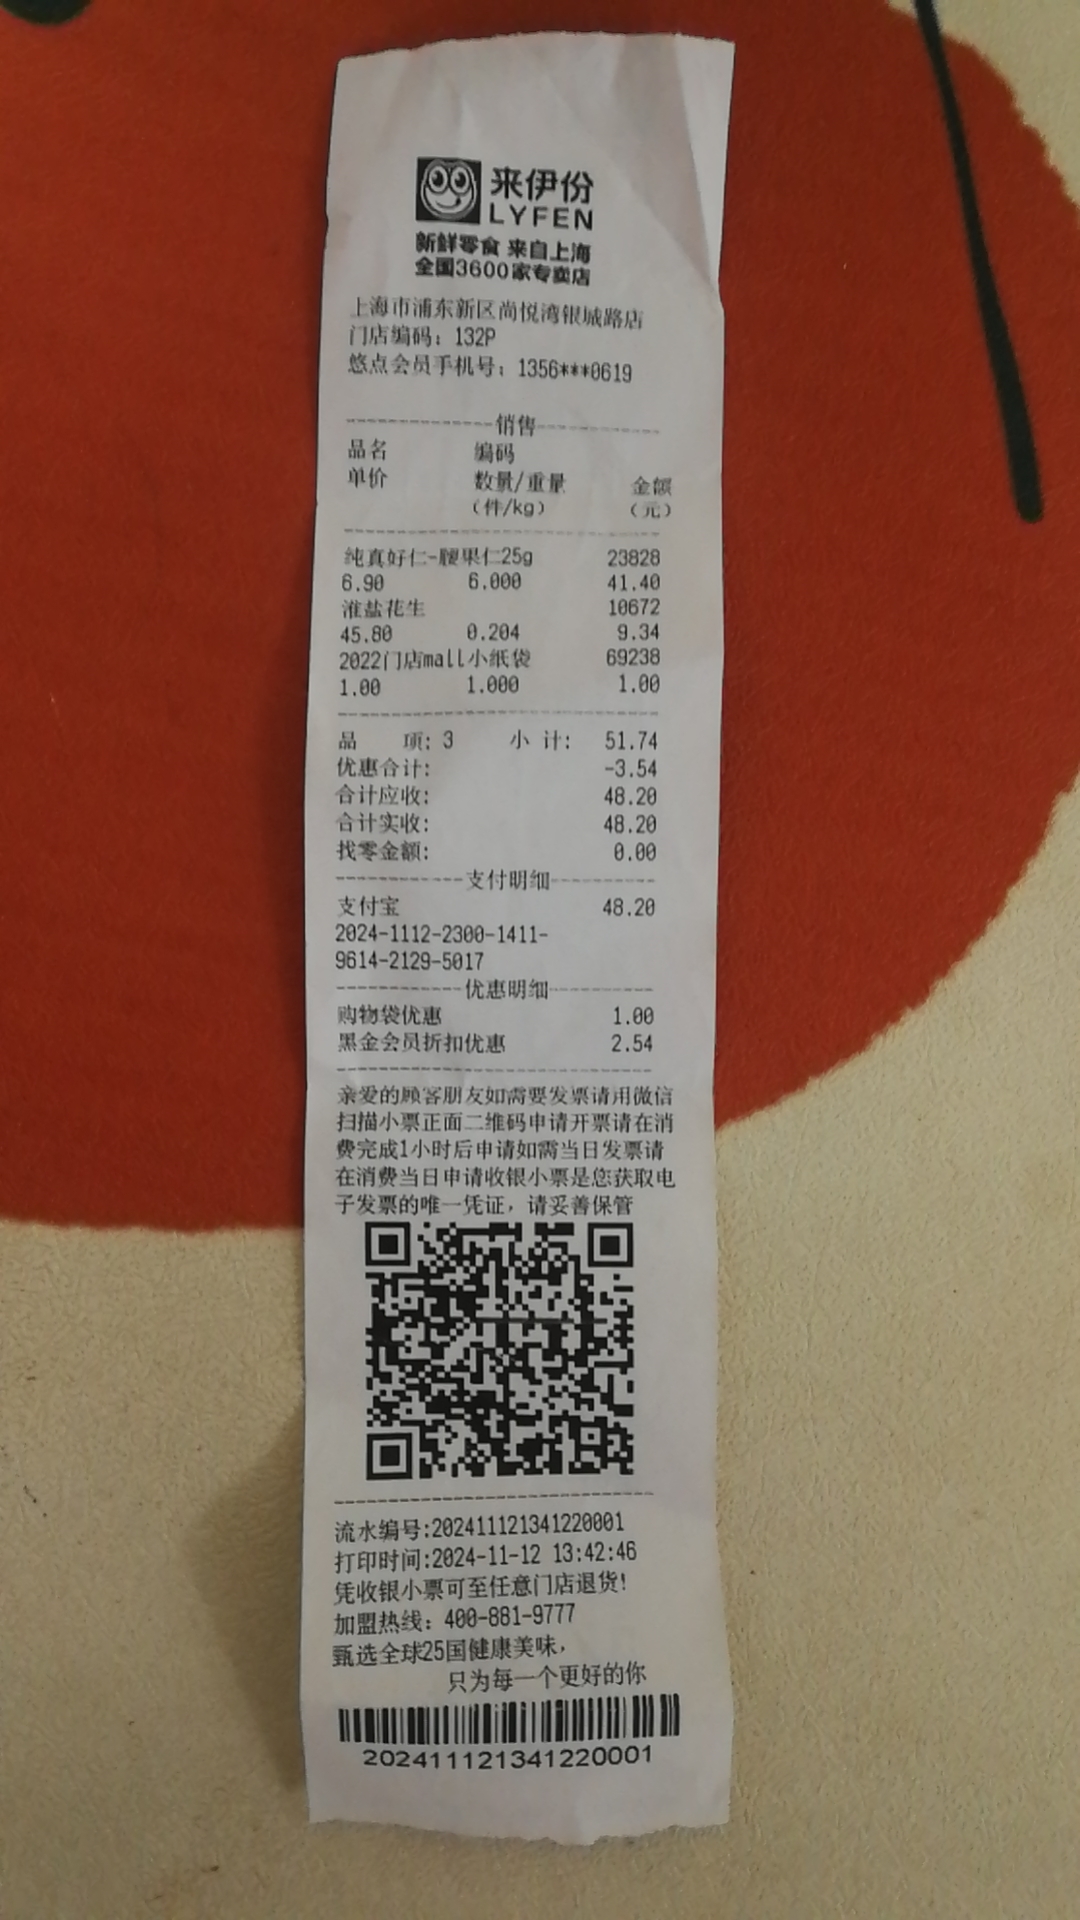 来伊份
LYFEN
新鲜零食 来自上海
全国3600家专卖店
上海市浦东新区尚悦湾银城路店
门店编码：132P
悠点会员手机号：1356***0619
--------------销售--------------
品名 编码
单价 数量/重量 金额
（件/kg） （元）
纯真好仁-腰果仁25g 23828
6.90 6.000 41.40
淮盐花生 10672
45.80 0.204 9.34
2022门店mall小纸袋 69238
1.00 1.000 1.00
品 项: 3 小 计: 51.74
优惠合计: -3.54
合计应收: 48.20
合计实收: 48.20
找零金额: 0.00
------------支付明细----------
支付宝 48.20
2024-1112-2300-1411-
9614-2129-5017
------------优惠明细----------
购物袋优惠 1.00
黑金会员折扣优惠 2.54
亲爱的顾客朋友如需要发票请用微信
扫描小票正面二维码申请开票请在消
费完成1小时后申请如需当日发票请
在消费当日申请收银小票是您获取电
子发票的唯一凭证，请妥善保管
流水编号:202411121341220001
打印时间:2024-11-12 13:42:46
凭收银小票可至任意门店退货!
加盟热线：400-881-9777
甄选全球25国健康美味，
只为每一个更好的你
202411121341220001